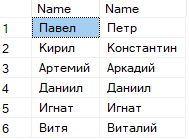 Name Name
1 Павел Петр
2 Кирил Константин
3 Артемий Аркадий
4 Даниил Даниил
5 Игнат Игнат
6 Витя Виталий